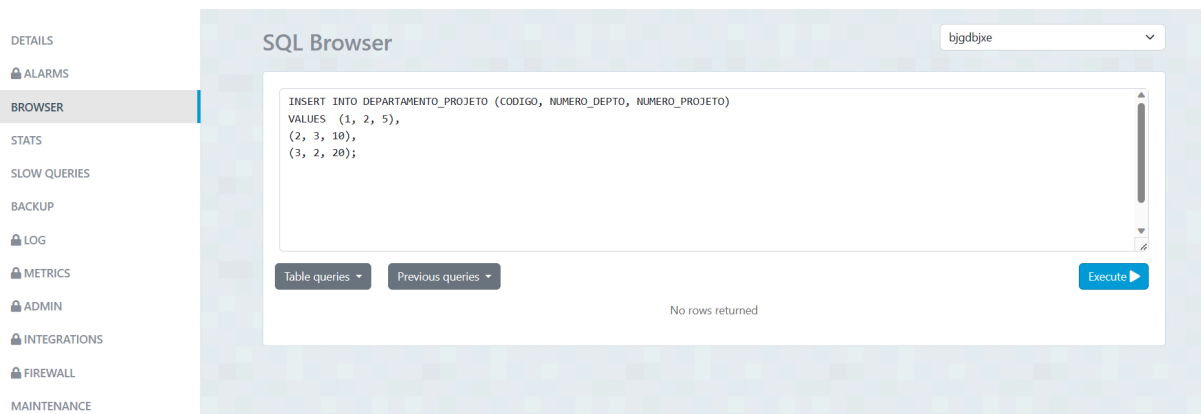 DETAILS
ALARMS
BROWSER
STATS
SLOW QUERIES
BACKUP
LOG
METRICS
ADMIN
INTEGRATIONS
FIREWALL
MAINTENANCE
SQL Browser
bjgdbjxe
INSERT INTO DEPARTAMENTO_PROJETO (CODIGO, NUMERO_DEPTO, NUMERO_PROJETO)
VALUES  (1, 2, 5),
(2, 3, 10),
(3, 2, 20);
Table queries
Previous queries
Execute
No rows returned